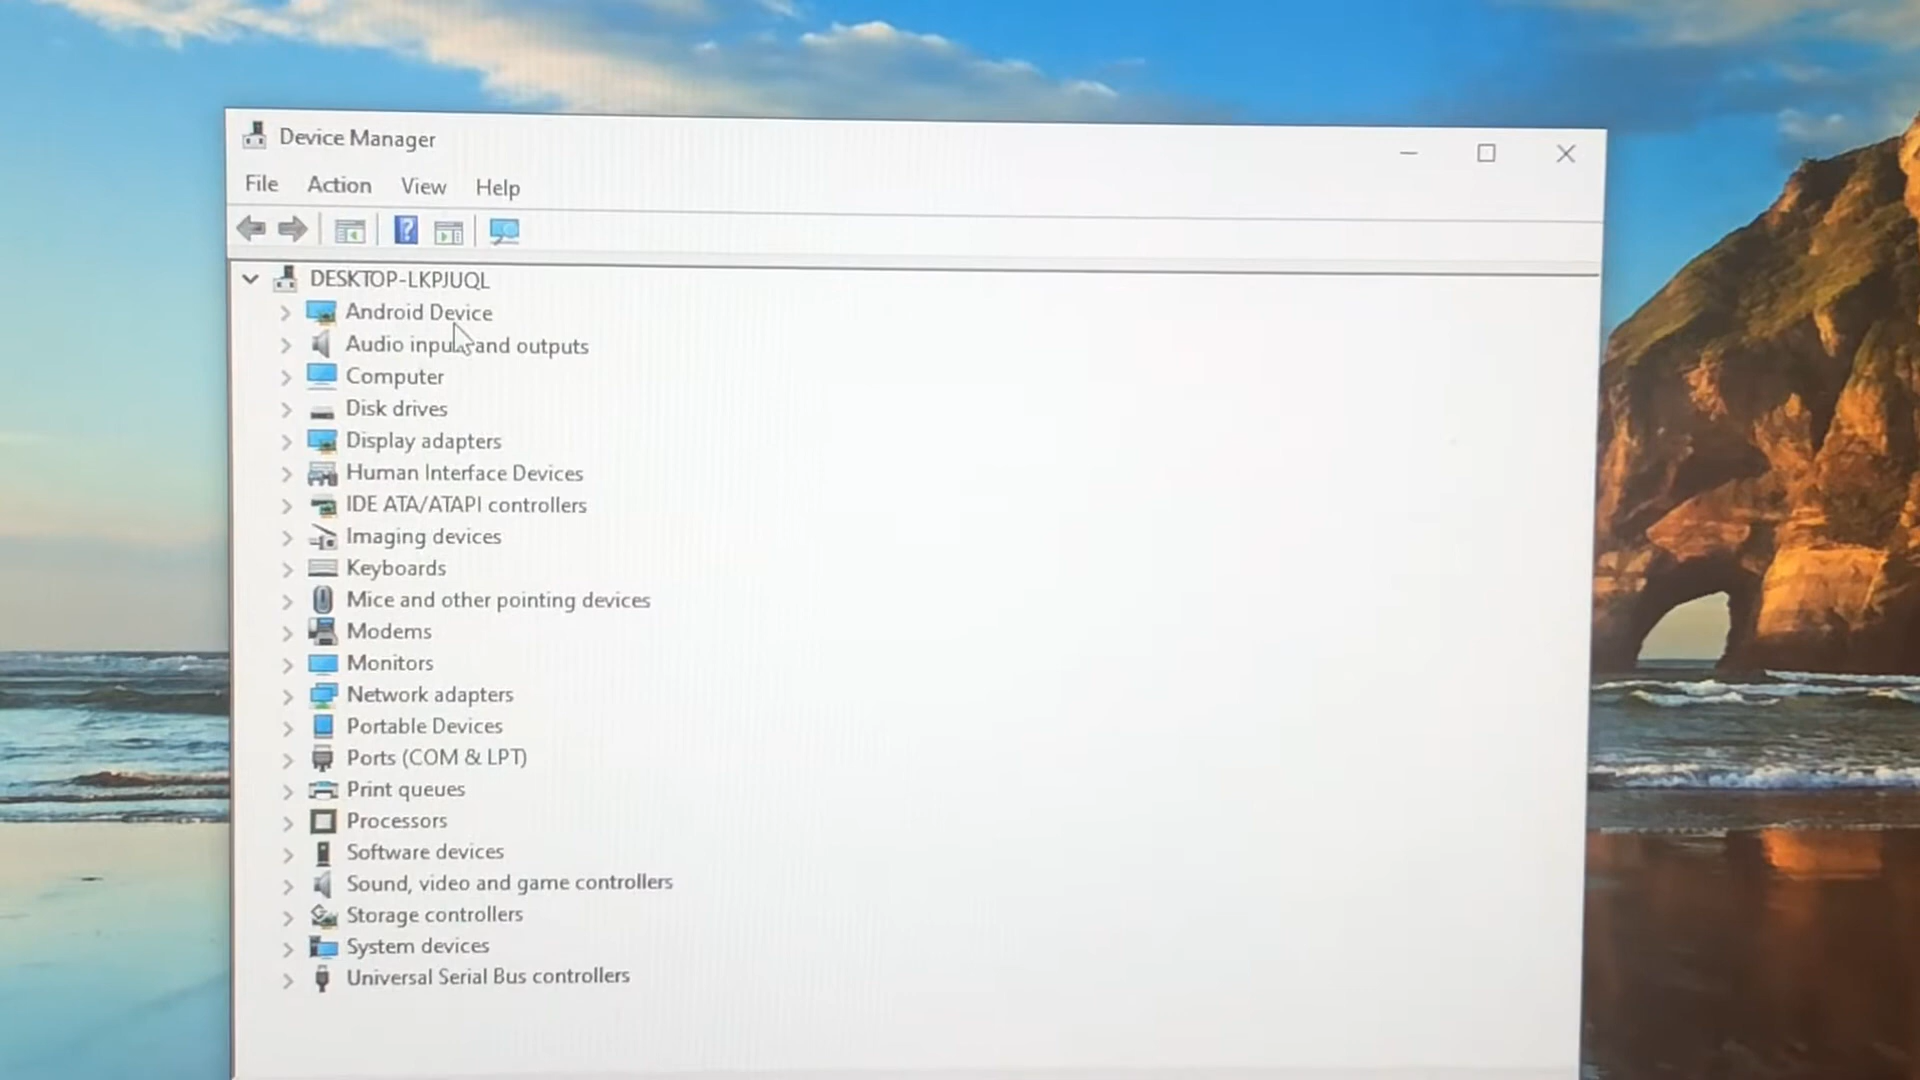 Device Manager
File Action View Help
DESKTOP-LKPJUQL
Android Device
Audio inputs and outputs
Computer
Disk drives
Display adapters
Human Interface Devices
IDE ATA/ATAPI controllers
Imaging devices
Keyboards
Mice and other pointing devices
Modems
Monitors
Network adapters
Portable Devices
Ports (COM & LPT)
Print queues
Processors
Software devices
Sound, video and game controllers
Storage controllers
System devices
Universal Serial Bus controllers